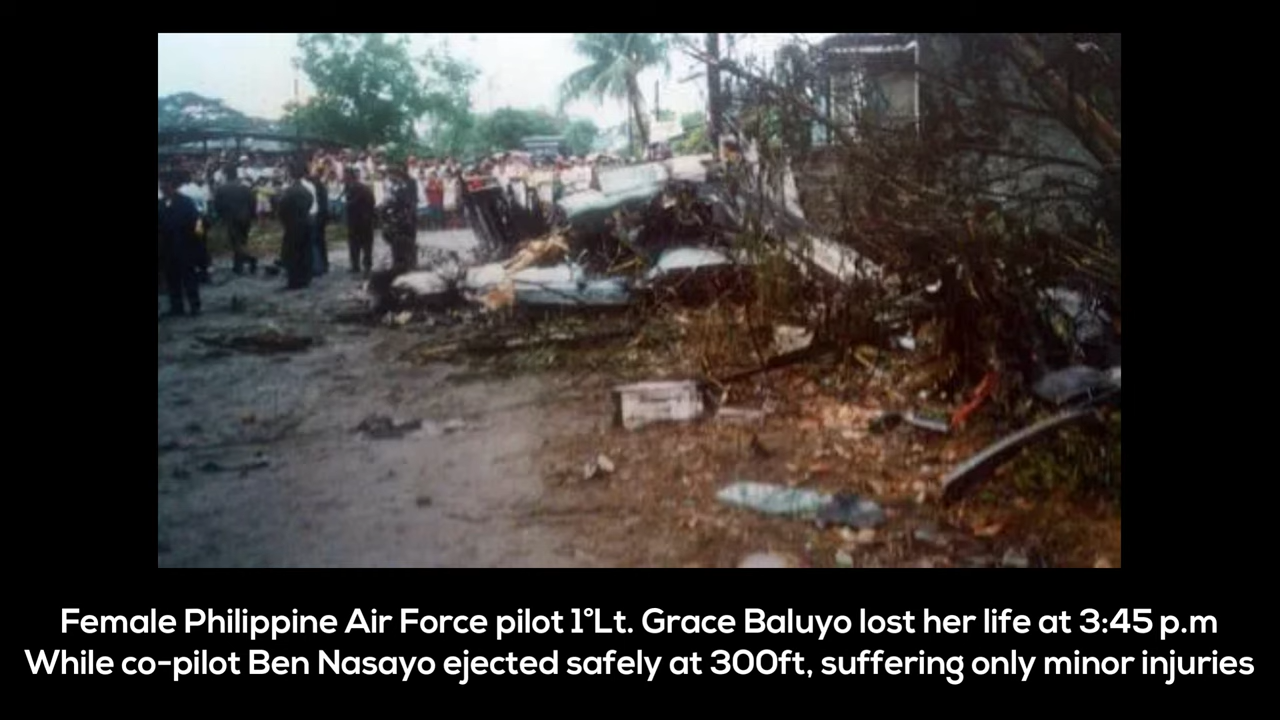 Female Philippine Air Force pilot 1°Lt. Grace Baluyo lost her life at 3:45 p.m
While co-pilot Ben Nasayo ejected safely at 300ft, suffering only minor injuries